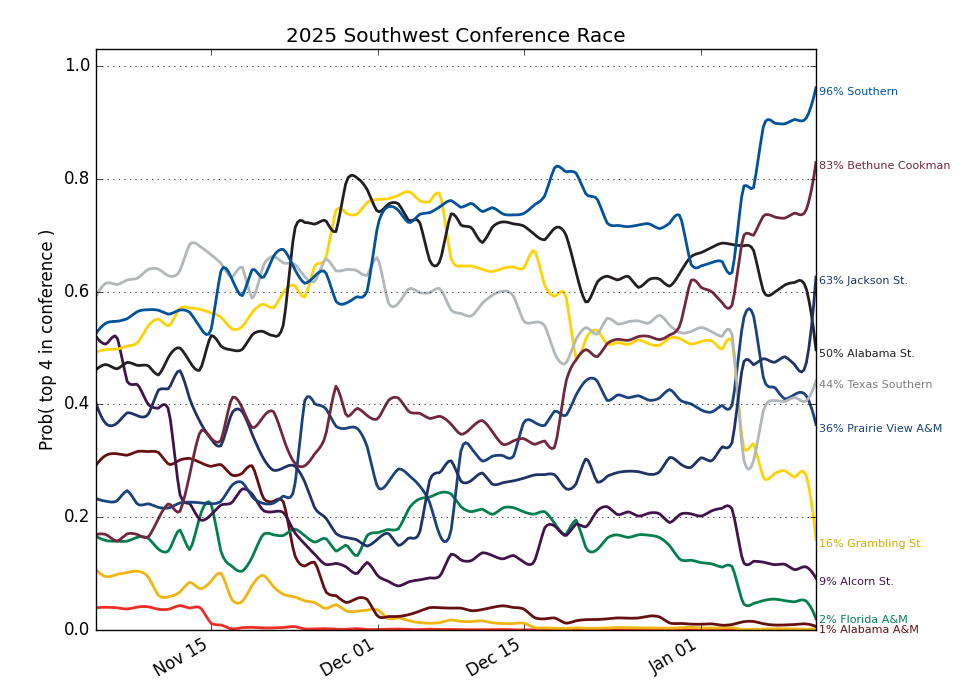 2025 Southwest Conference Race
Prob( top 4 in conference )
1.0
0.8
0.6
0.4
0.2
0.0
Nov 15
Dec 01
Dec 15
Jan 01
96% Southern
83% Bethune Cookman
63% Jackson St.
50% Alabama St.
44% Texas Southern
36% Prairie View A&M
16% Grambling St.
9% Alcorn St.
2% Florida A&M
1% Alabama A&M